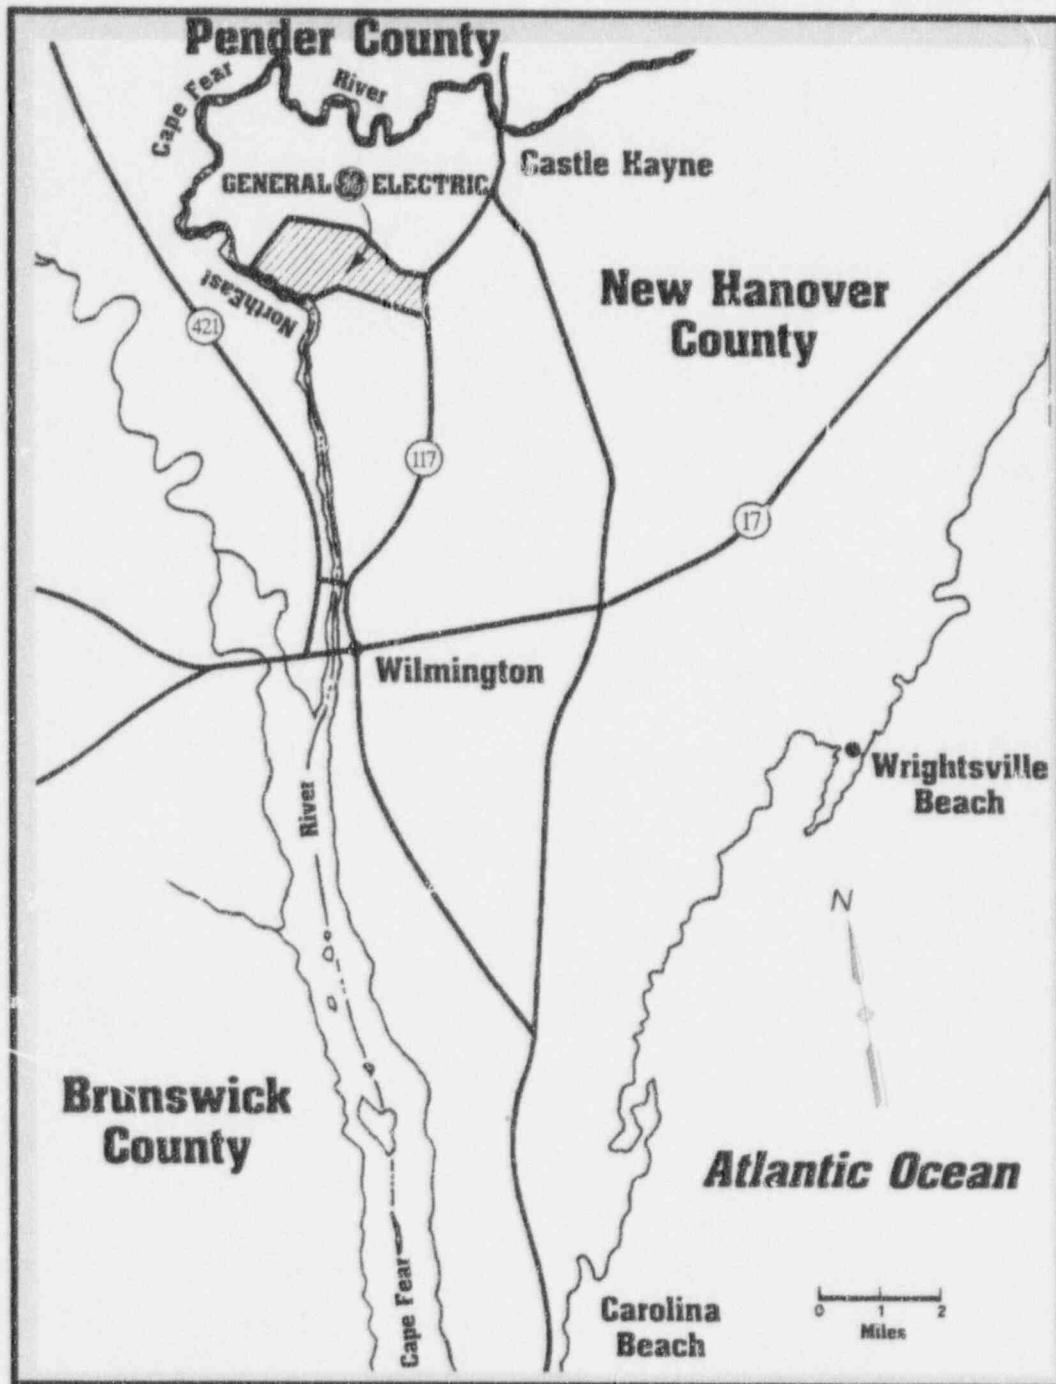 Pender County
Cape Fear
River
Castle Hayne
GENERAL GE ELECTRIC
New Hanover
County
NorthEast
421
117
17
Wilmington
Wrightsville
Beach
River
N
Brunswick
County
Atlantic Ocean
Cape Fear
Carolina
Beach
0 1 2
Miles